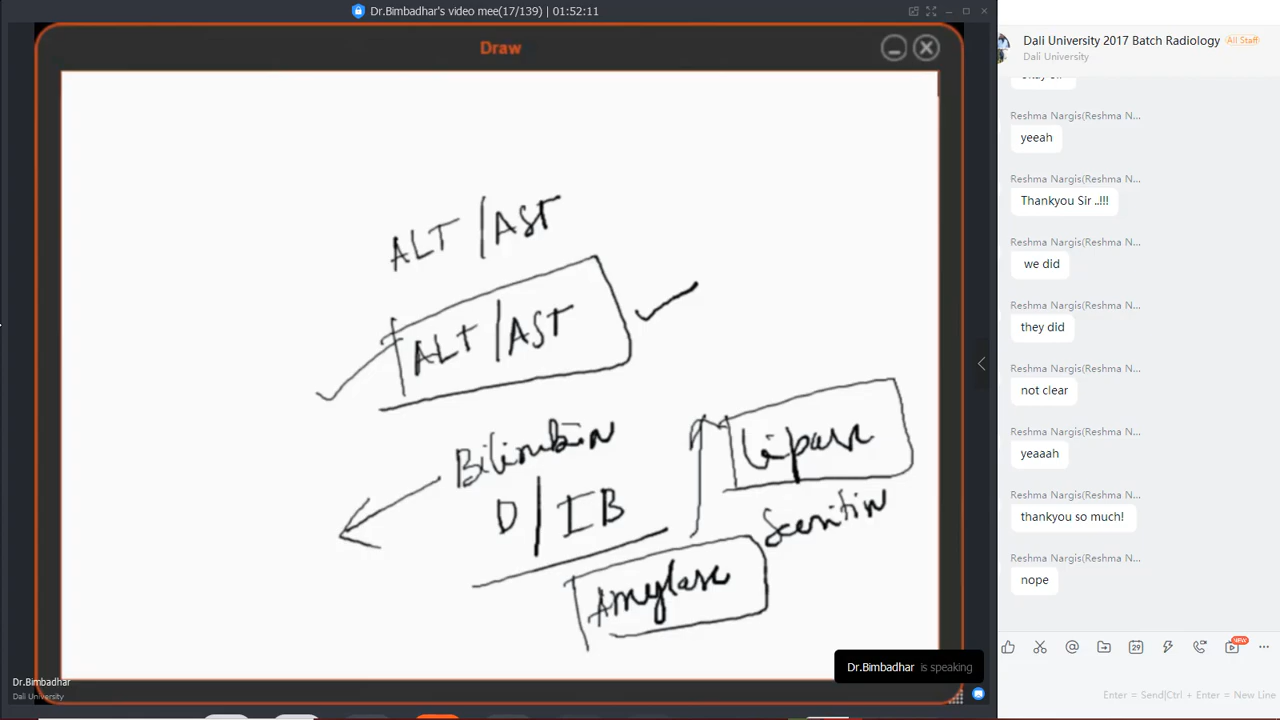 Dr.Bimbadhar's video mee(17/139) | 01:52:11
Draw
ALT/AST
ALT/AST
Bilirubin
D/IB
Lipase
Amylase
Dr.Bimbadhar is speaking
Dr.Bimbadhar
Dali University
Dali University 2017 Batch Radiology All Staff
Dali University
Okay Sir
Reshma Nargis(Reshma N...
yeeah
Reshma Nargis(Reshma N...
Thankyou Sir ..!!!
Reshma Nargis(Reshma N...
we did
Reshma Nargis(Reshma N...
they did
Reshma Nargis(Reshma N...
not clear
Reshma Nargis(Reshma N...
yeaaah
Reshma Nargis(Reshma N...
thankyou so much!
Reshma Nargis(Reshma N...
nope
29
NEW
Enter = Send|Ctrl + Enter = New Line